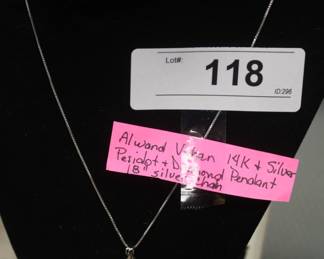 Lot#:
118
ID:296
Alwand Vahan 14K & Silver
Peridot & Diamond Pendant
18" silver chain